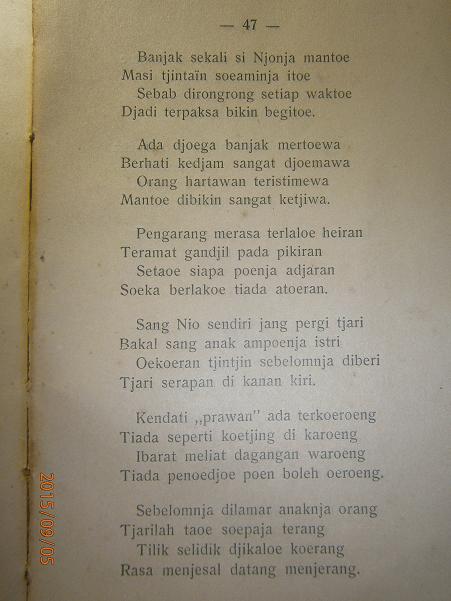 — 47 —
Banjak sekali si Njonja mantoe
Masi tjintaïn soeaminja itoe
Sebab dirongrong setiap waktoe
Djadi terpaksa bikin begitoe.
Ada djoega banjak mertoewa
Berhati kedjam sangat djoemawa
Orang hartawan teristimewa
Mantoe dibikin sangat ketjiwa.
Pengarang merasa terlaloe heiran
Teramat gandjil pada pikiran
Setaoe siapa poenja adjaran
Soeka berlakoe tiada atoeran.
Sang Nio sendiri jang pergi tjari
Bakal sang anak ampoenja istri
Oekoeran tjintjin sebelomnja diberi
Tjari serapan di kanan kiri.
Kendati „prawan" ada terkoeroeng
Tiada seperti koetjing di karoeng
Ibarat meliat dagangan waroeng
Tiada penoedjoe poen boleh oeroeng.
Sebelomnja dilamar anaknja orang
Tjarilah taoe soepaja terang
Tilik selidik djikaloe koerang
Rasa menjesal datang menjerang.
2015/09/05